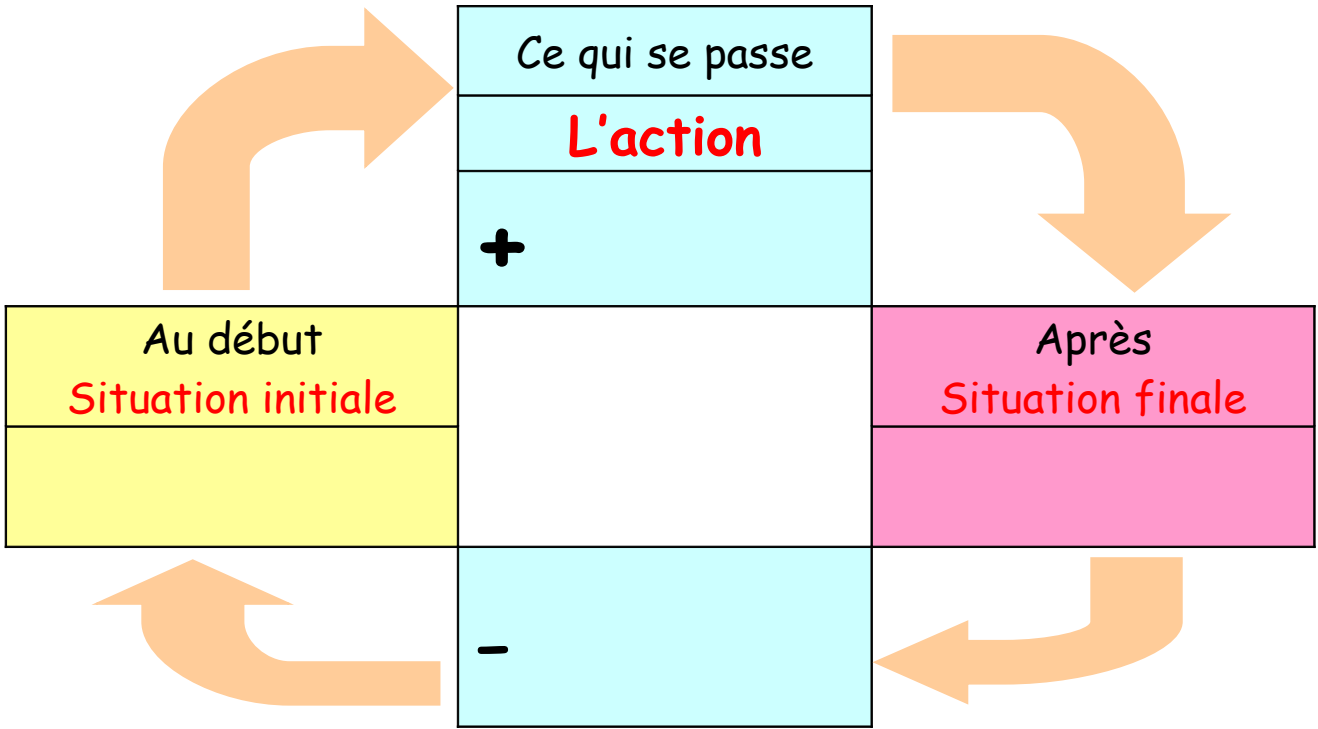 Ce qui se passe
L'action
+
Au début
Situation initiale
Après
Situation finale
-